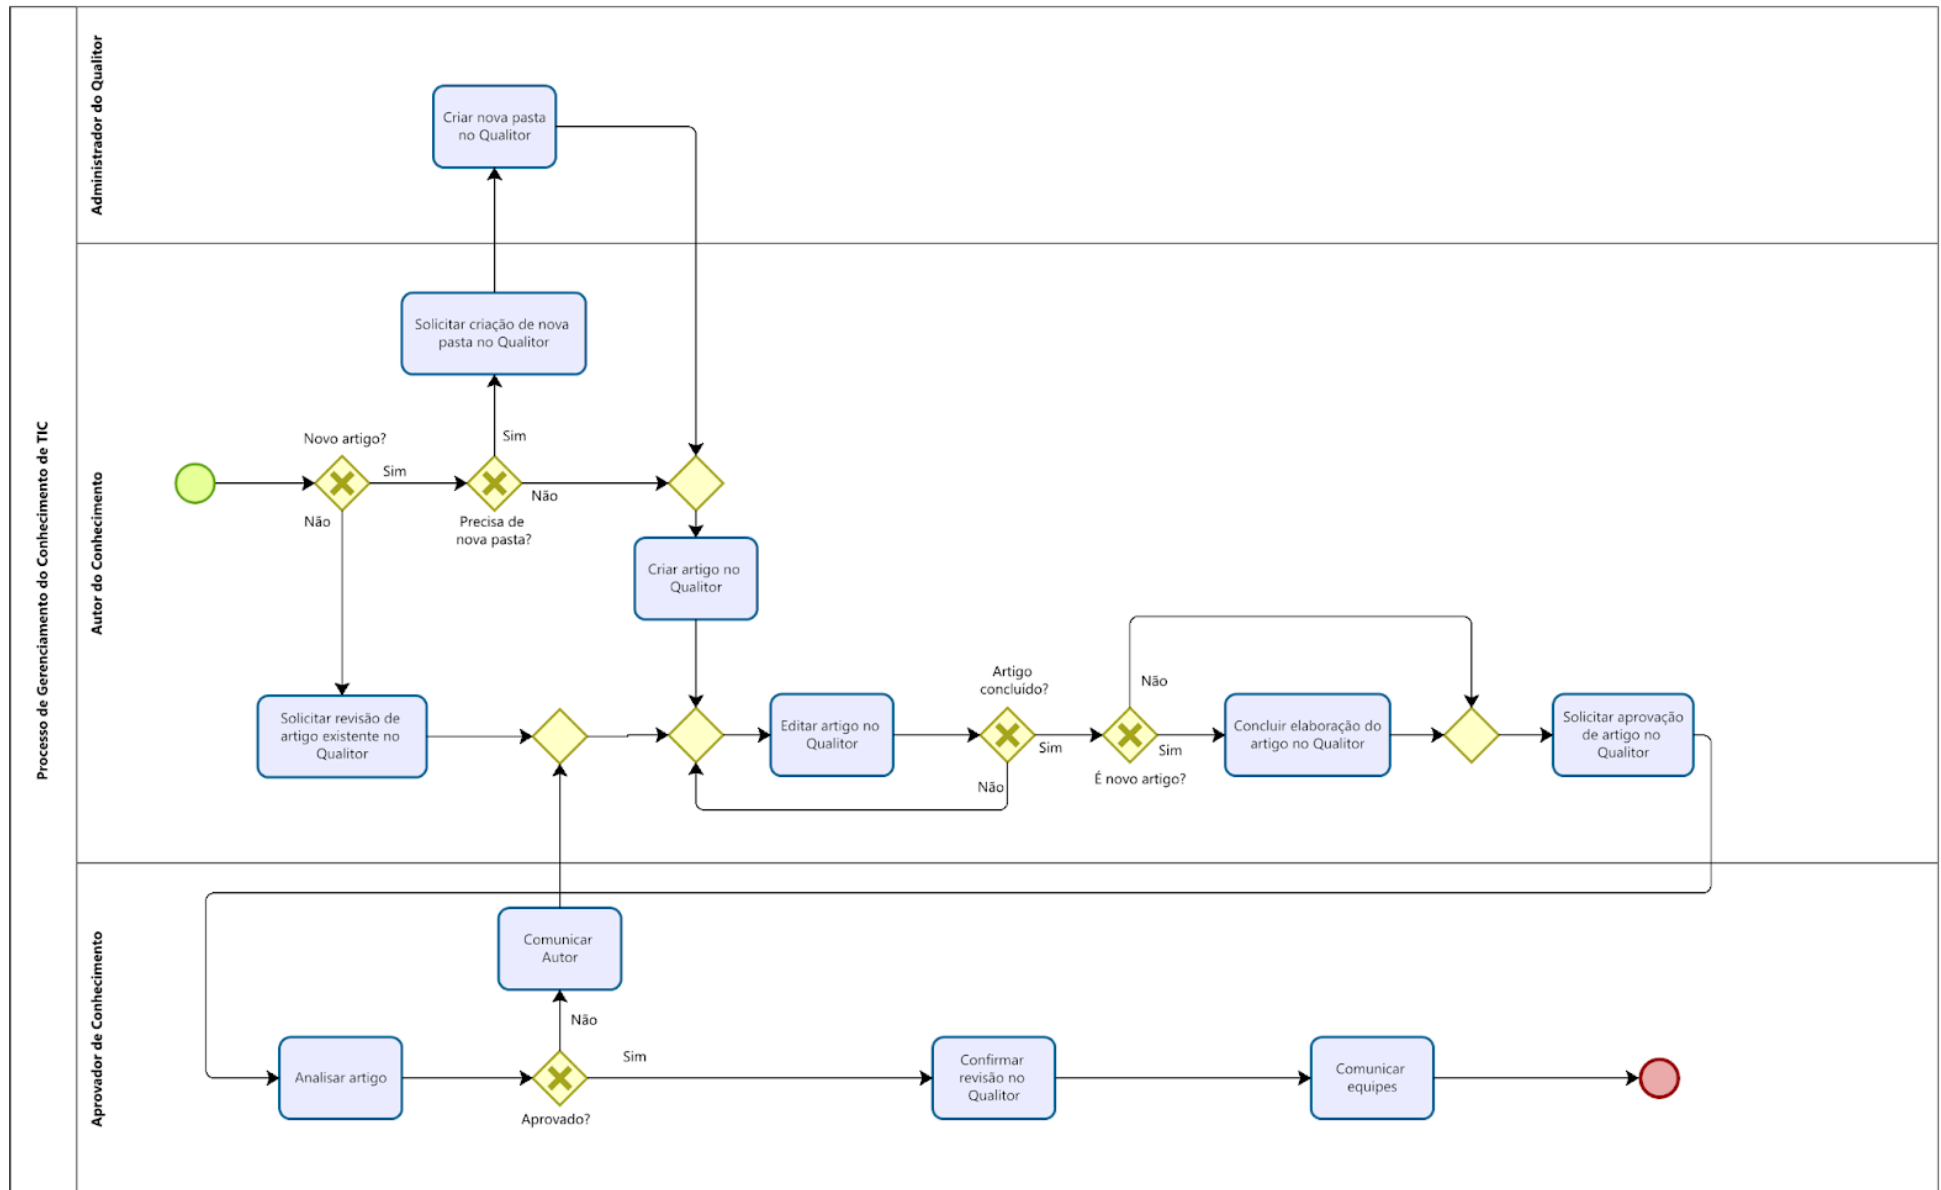 Processo de Gerenciamento do Conhecimento de TIC
Administrador do Qualitor
Criar nova pasta
no Qualitor
Autor do Conhecimento
Solicitar criação de nova
pasta no Qualitor
Novo artigo?
Sim
Não
Sim
Não
Precisa de
nova pasta?
Criar artigo no
Qualitor
Solicitar revisão de
artigo existente no
Qualitor
Editar artigo no
Qualitor
Artigo
concluído?
Sim
Não
Não
Sim
É novo artigo?
Concluir elaboração do
artigo no Qualitor
Solicitar aprovação
de artigo no
Qualitor
Aprovador de Conhecimento
Comunicar
Autor
Não
Sim
Analisar artigo
Aprovado?
Confirmar
revisão no
Qualitor
Comunicar
equipes